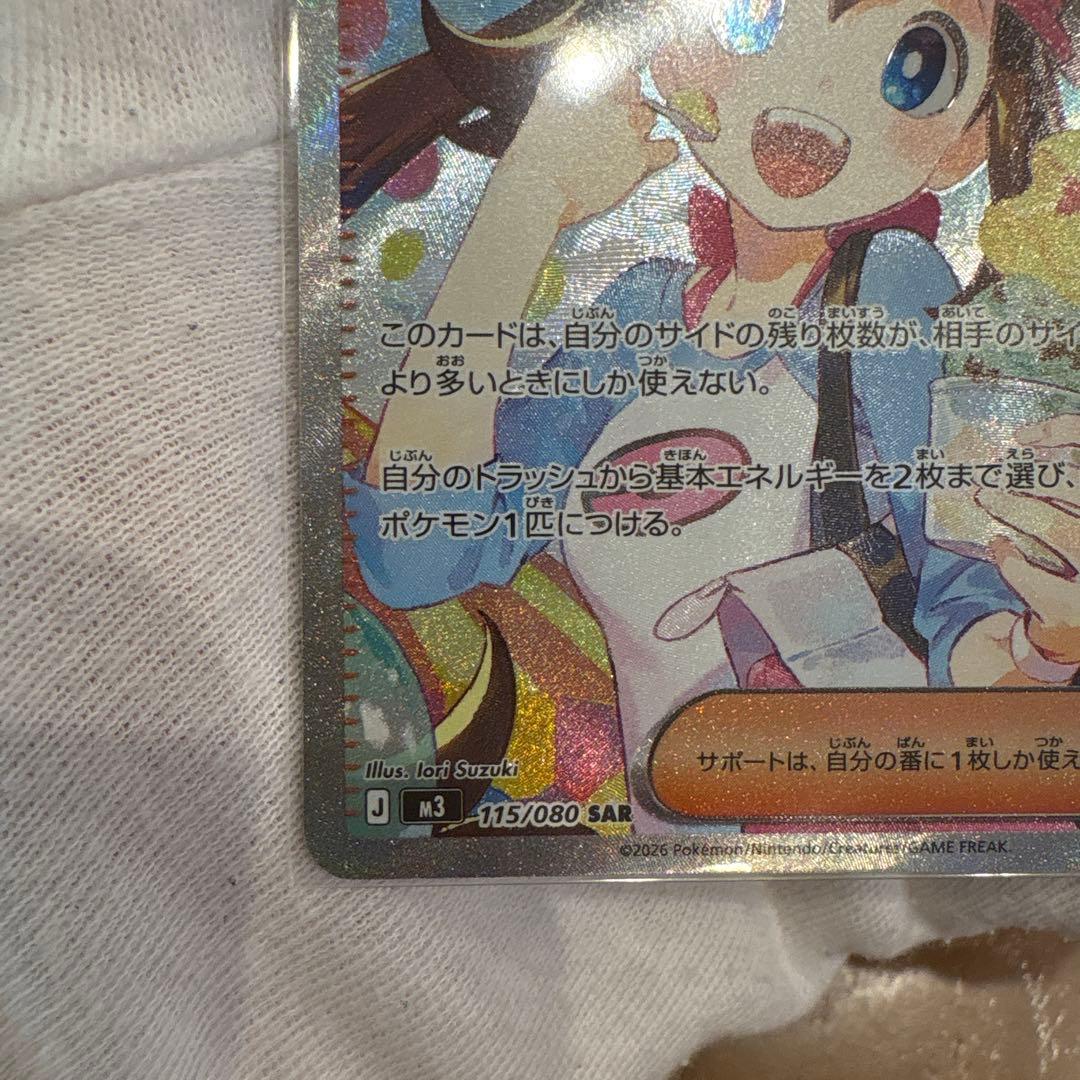 このカードは、自分のサイドの残り枚数が、相手のサイ
より多いときにしか使えない。
自分のトラッシュから基本エネルギーを2枚まで選び、
ポケモン1匹につける。
サポートは、自分の番に1枚しか使え
Illus. Iori Suzuki
J M3 115/080 SAR
©2026 Pokémon/Nintendo/Creatures/GAME FREAK.